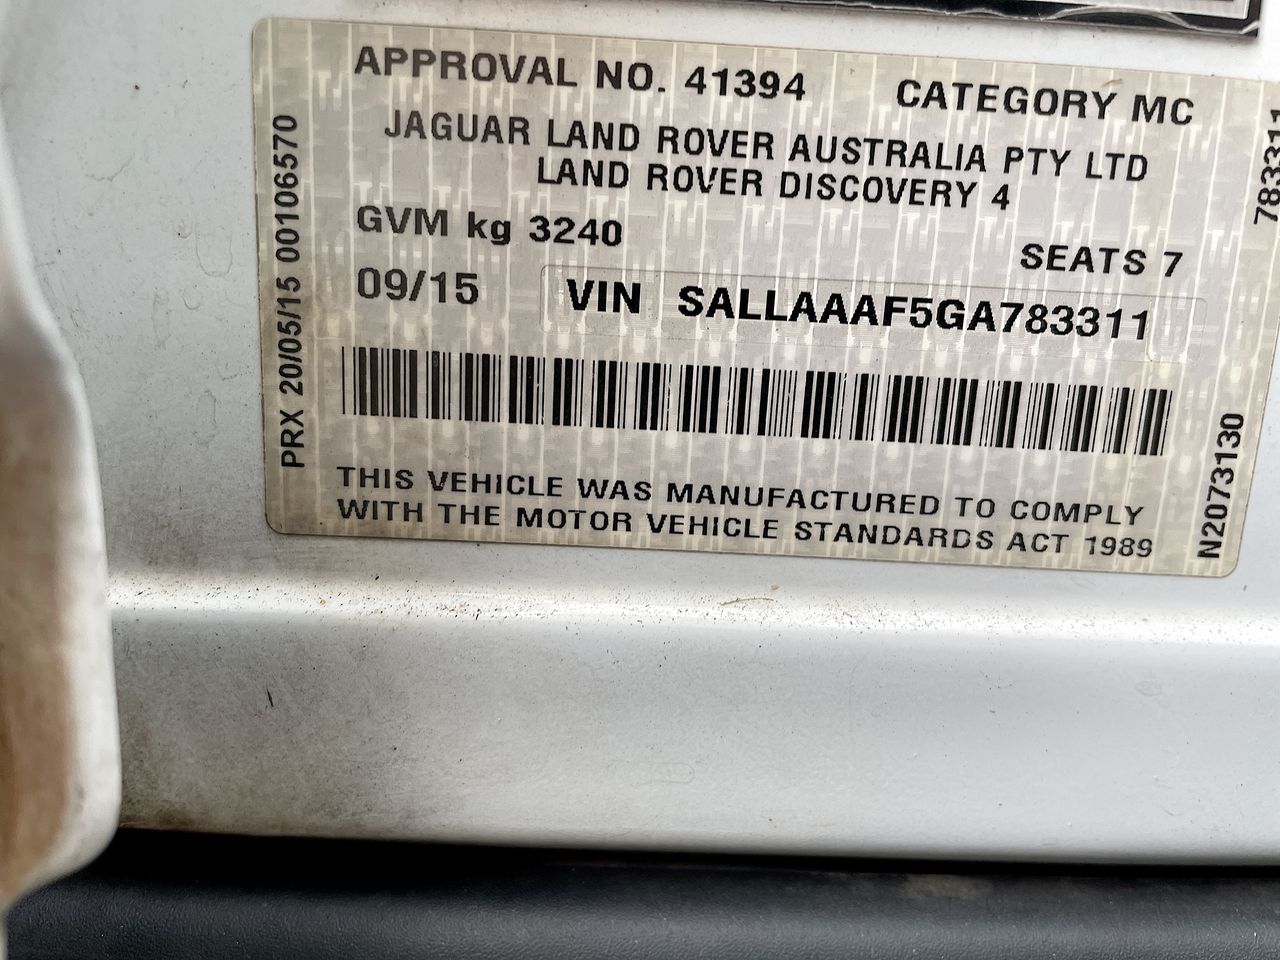 APPROVAL NO. 41394 CATEGORY MC
JAGUAR LAND ROVER AUSTRALIA PTY LTD
LAND ROVER DISCOVERY 4
GVM kg 3240 SEATS 7
09/15 VIN SALLAAAF5GA783311
THIS VEHICLE WAS MANUFACTURED TO COMPLY
WITH THE MOTOR VEHICLE STANDARDS ACT 1989
PRX 20/05/15 00106570
783311
N2073130